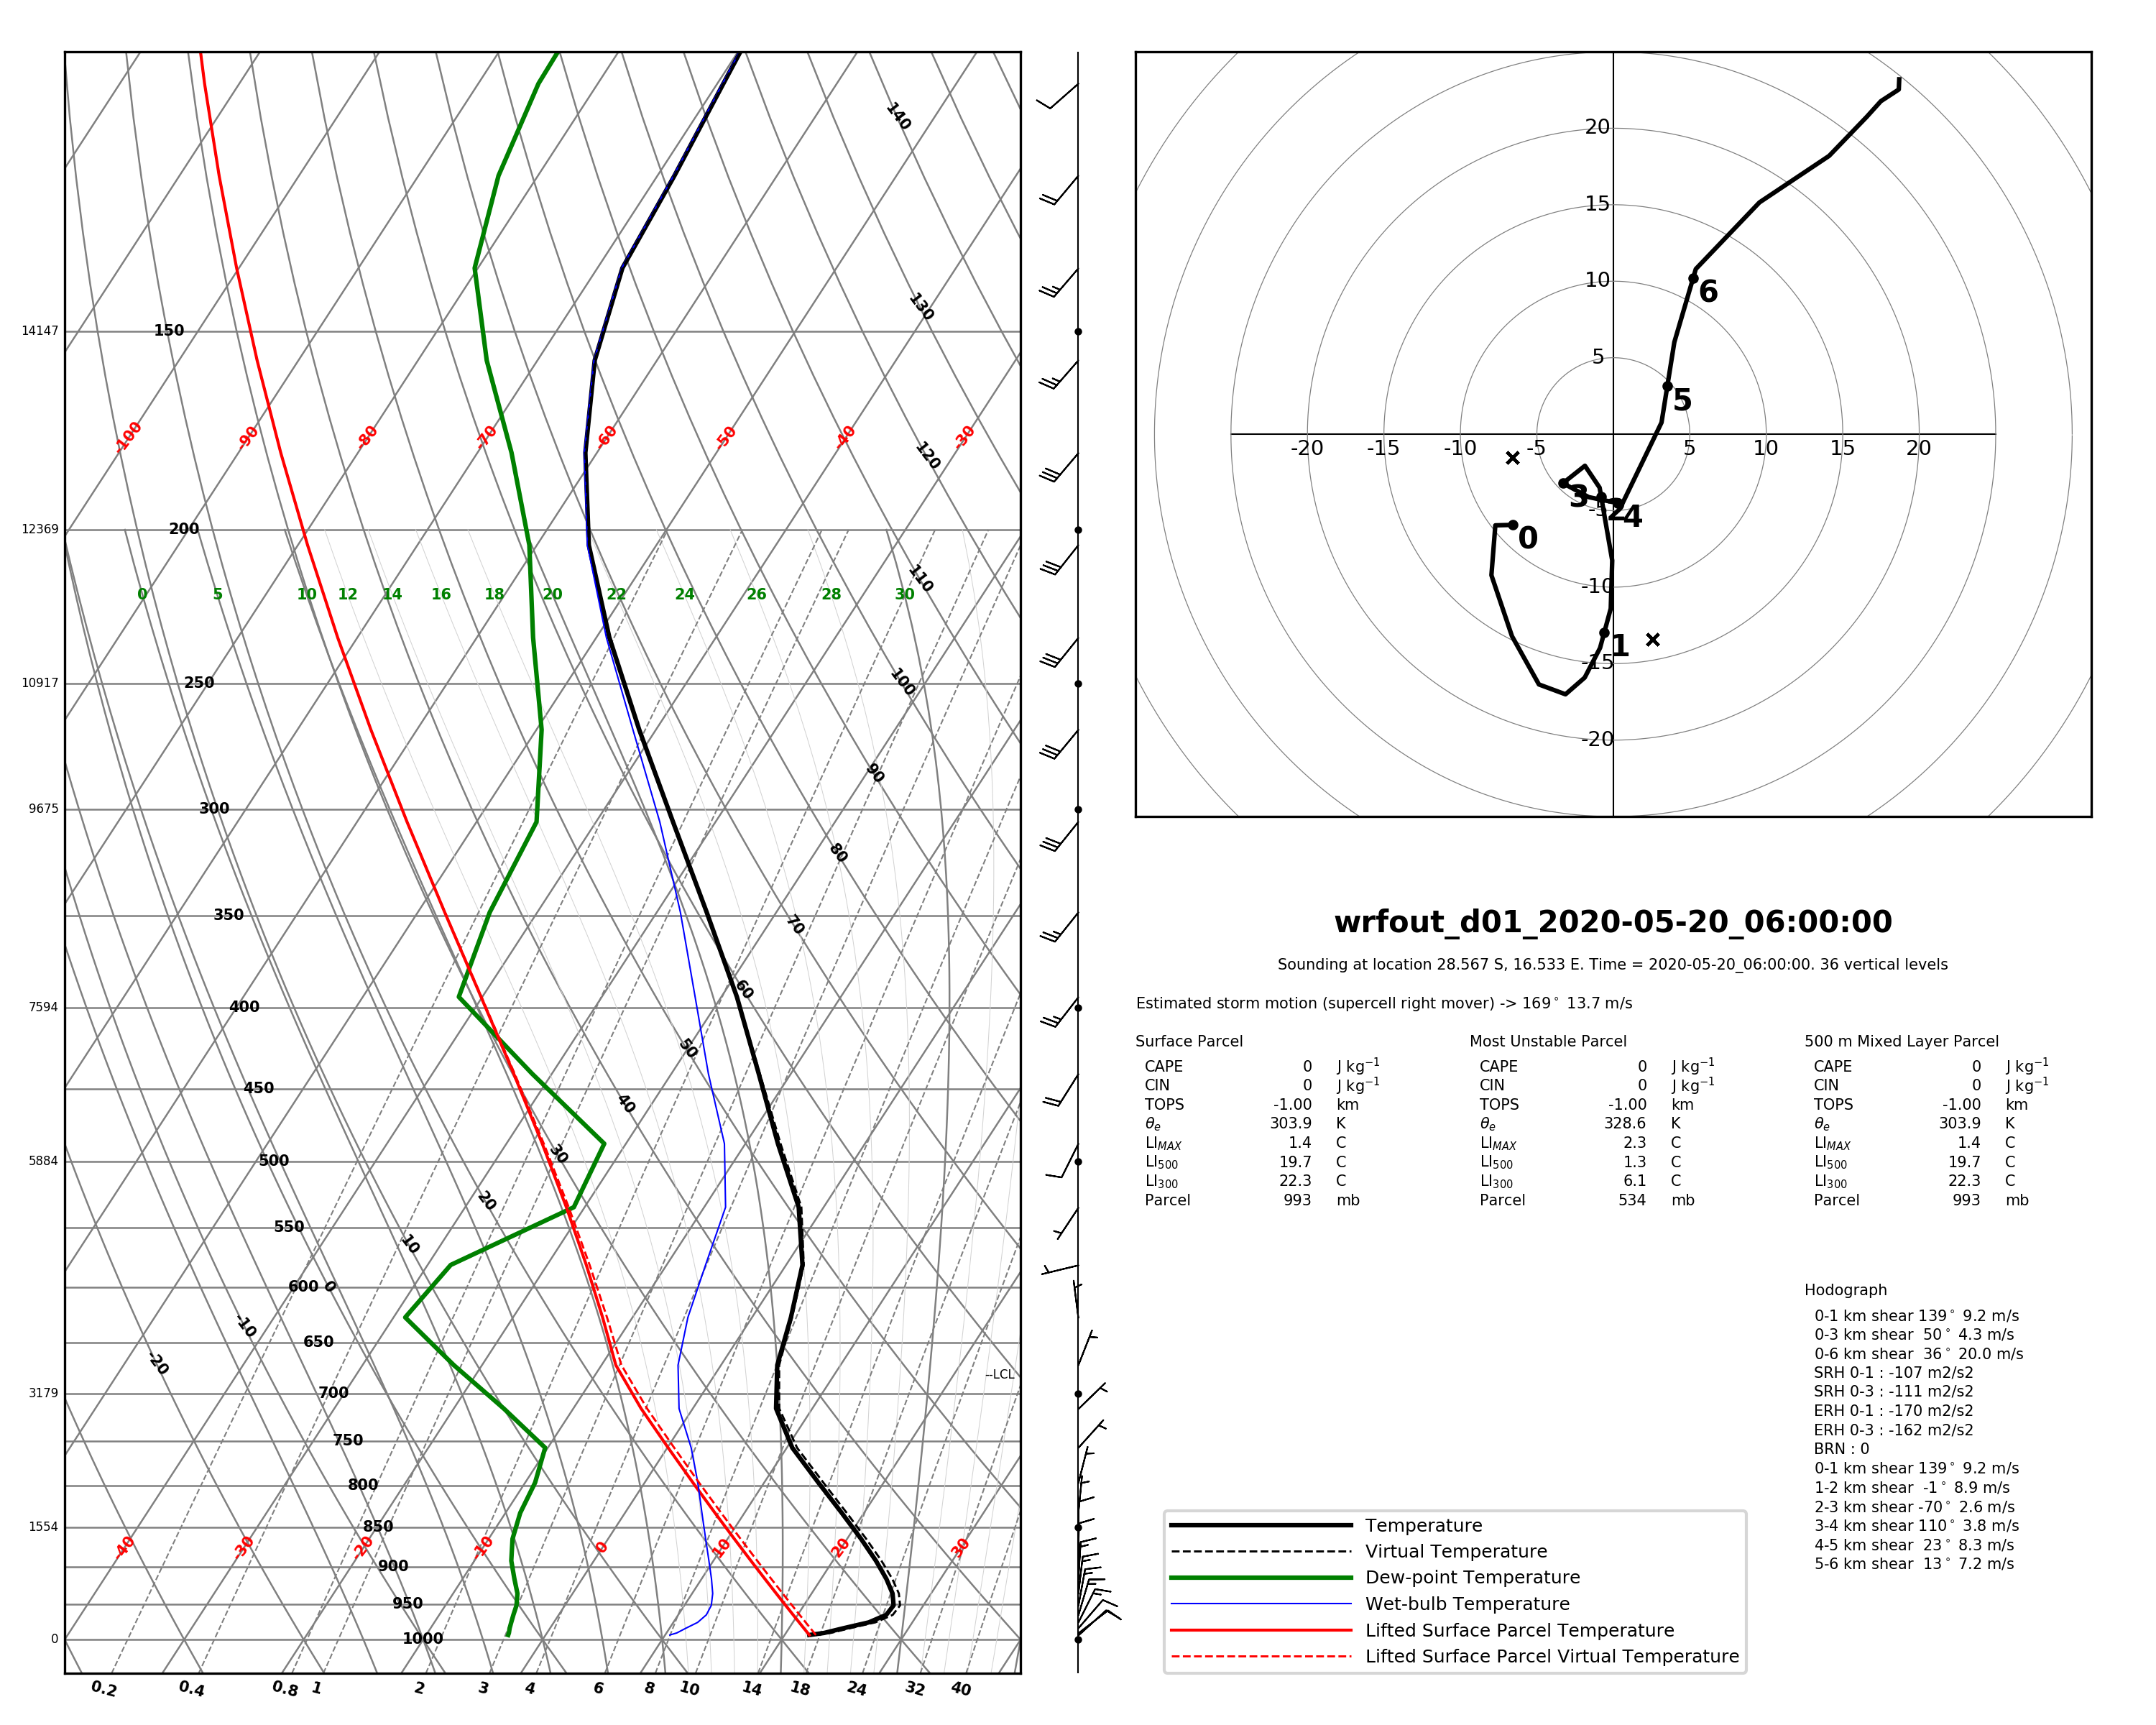 140
130
120
110
100
90
80
70
60
50
40
30
20
10
0
-10
-20
14147 150
-100 -90 -80 -70 -60 -50 -40 -30
12369 200
0 5 10 12 14 16 18 20 22 24 26 28 30
10917 250
9675 300
350
7594 400
450
5884 500
550
600
650
--LCL
3179 700
750
800
1554 850
-40 -30 -20 -10 0 10 20 30
900
950
0 1000
0.2 0.4 0.8 1 2 3 4 6 8 10 14 18 24 32 40
20
15
10
5
-20 -15 -10 -5 5 10 15 20
-5
-10
-15
-20
0
1
2
3
4
5
6
wrfout_d01_2020-05-20_06:00:00
Sounding at location 28.567 S, 16.533 E. Time = 2020-05-20_06:00:00. 36 vertical levels
Estimated storm motion (supercell right mover) -> 169° 13.7 m/s
Surface Parcel
CAPE 0 J kg⁻¹
CIN 0 J kg⁻¹
TOPS -1.00 km
θe 303.9 K
LI MAX 1.4 C
LI500 19.7 C
LI300 22.3 C
Parcel 993 mb
Most Unstable Parcel
CAPE 0 J kg⁻¹
CIN 0 J kg⁻¹
TOPS -1.00 km
θe 328.6 K
LI MAX 2.3 C
LI500 1.3 C
LI300 6.1 C
Parcel 534 mb
500 m Mixed Layer Parcel
CAPE 0 J kg⁻¹
CIN 0 J kg⁻¹
TOPS -1.00 km
θe 303.9 K
LI MAX 1.4 C
LI500 19.7 C
LI300 22.3 C
Parcel 993 mb
Hodograph
0-1 km shear 139° 9.2 m/s
0-3 km shear 50° 4.3 m/s
0-6 km shear 36° 20.0 m/s
SRH 0-1 : -107 m2/s2
SRH 0-3 : -111 m2/s2
ERH 0-1 : -170 m2/s2
ERH 0-3 : -162 m2/s2
BRN : 0
0-1 km shear 139° 9.2 m/s
1-2 km shear -1° 8.9 m/s
2-3 km shear -70° 2.6 m/s
3-4 km shear 110° 3.8 m/s
4-5 km shear 23° 8.3 m/s
5-6 km shear 13° 7.2 m/s
Temperature
Virtual Temperature
Dew-point Temperature
Wet-bulb Temperature
Lifted Surface Parcel Temperature
Lifted Surface Parcel Virtual Temperature